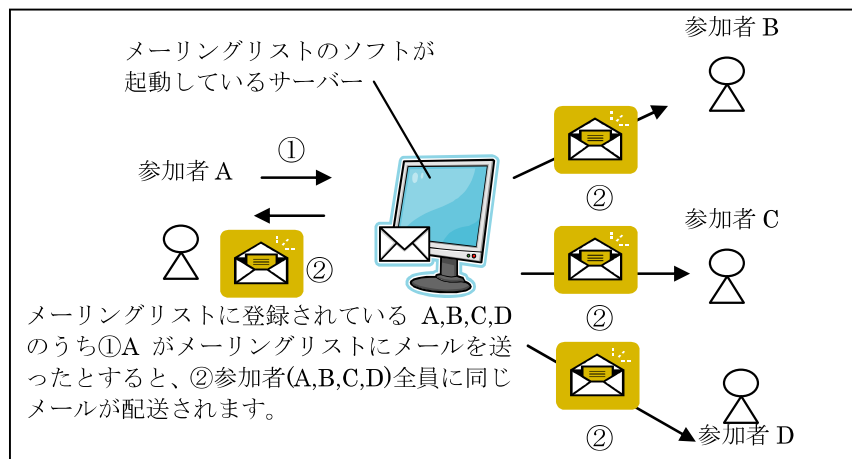 メーリングリストのソフトが
起動しているサーバー
参加者 B
①
参加者 A
②
参加者 C
②
②
メーリングリストに登録されている A,B,C,D
のうち①A がメーリングリストにメールを送
ったとすると、②参加者(A,B,C,D)全員に同じ
メールが配送されます。
②
参加者 D